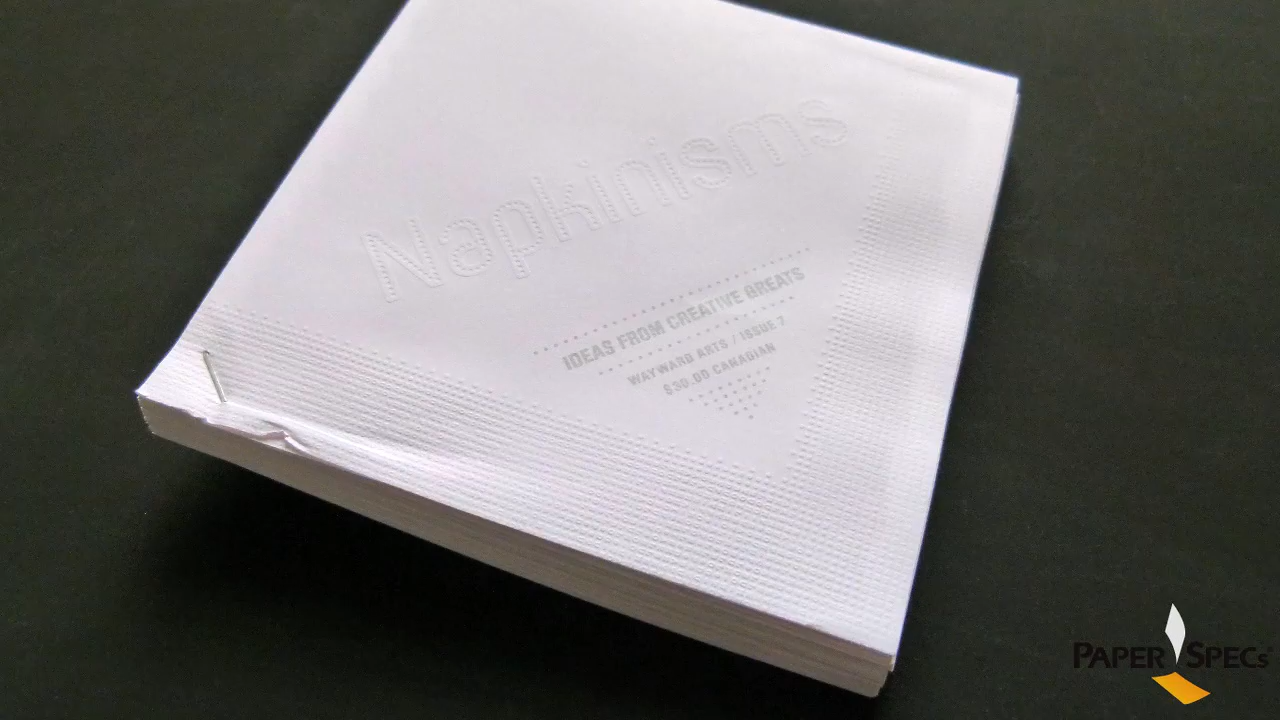 Napkinisms
IDEAS FROM CREATIVE GREATS
WAYWARD ARTS / ISSUE 7
$30.00 CANADIAN
PAPER SPECS